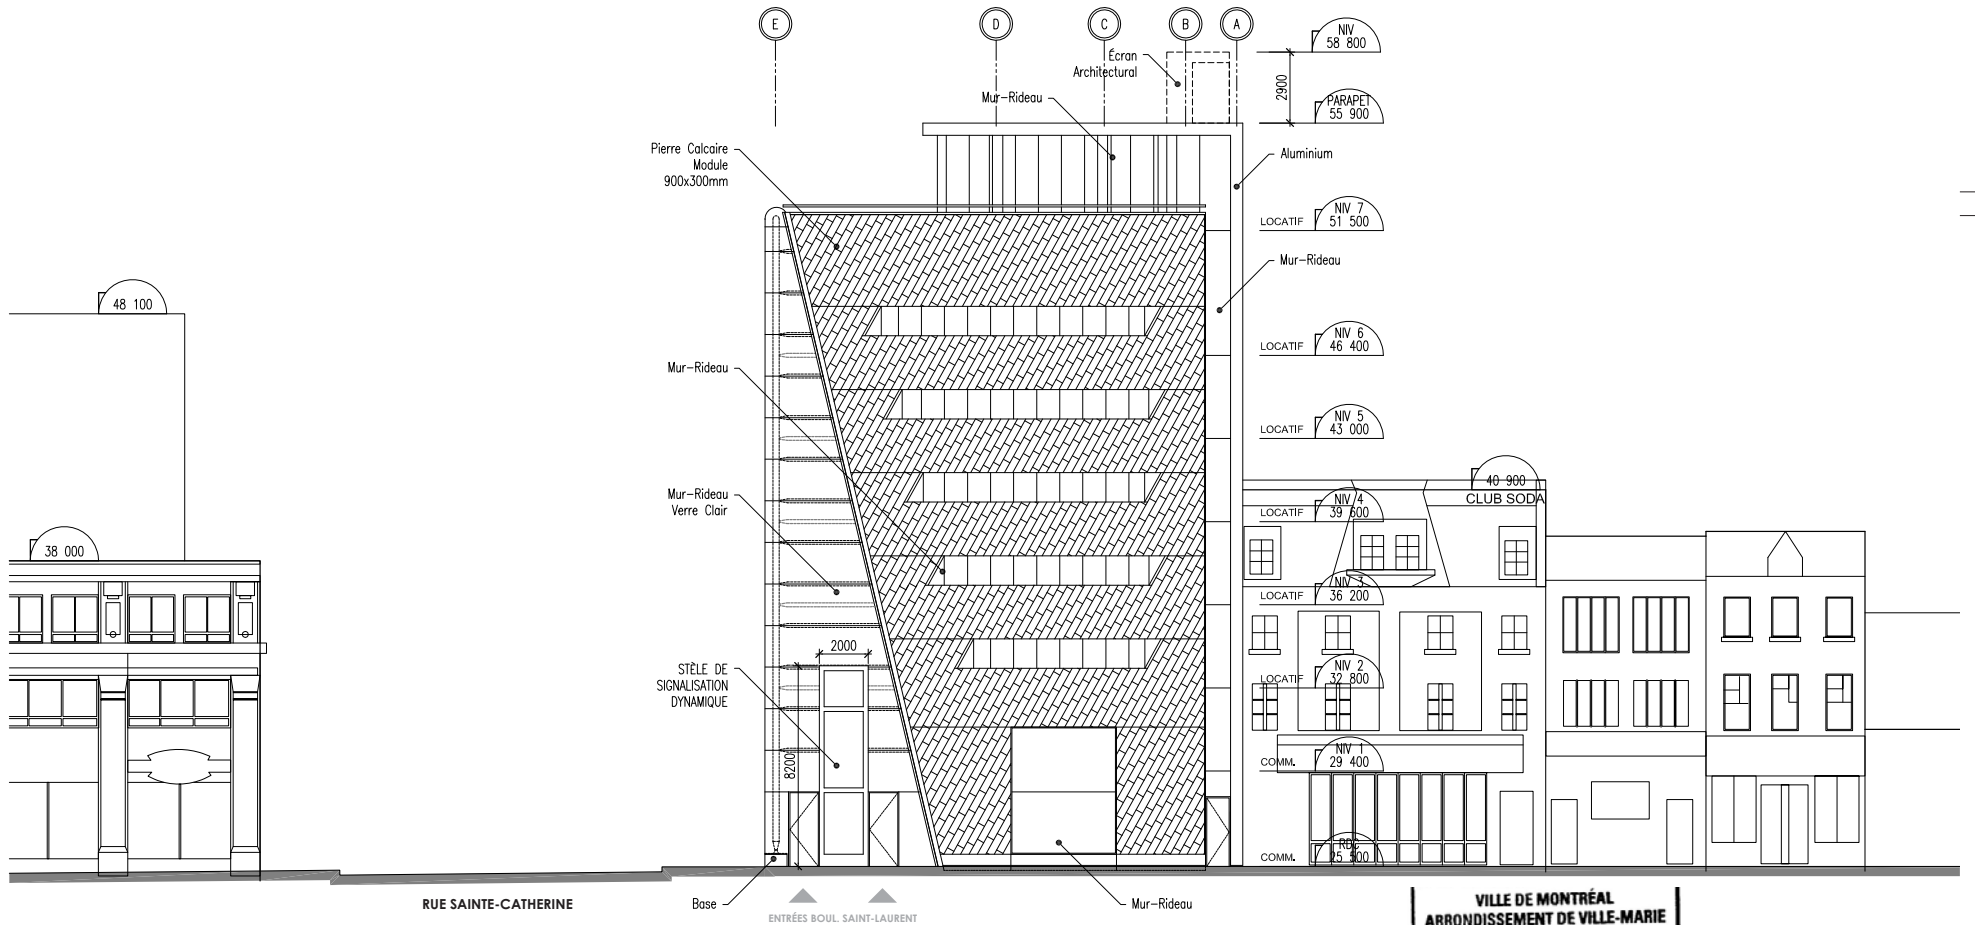 E
D
C
B
A
NIV
58 800
Écran
Architectural
2900
Mur-Rideau
PARAPET
55 900
Pierre Calcaire
Module
900x300mm
Aluminium
NIV 7
LOCATIF 51 500
Mur-Rideau
48 100
NIV 6
LOCATIF 46 400
Mur-Rideau
NIV 5
LOCATIF 43 000
40 900
CLUB SODA
Mur-Rideau
Verre Clair
NIV 4
LOCATIF 39 600
38 000
NIV 3
LOCATIF 36 200
2000
STÈLE DE
SIGNALISATION
DYNAMIQUE
NIV 2
LOCATIF 32 800
8200
NIV 1
COMM. 29 400
RDC
COMM. 25 500
RUE SAINTE-CATHERINE
Base
ENTRÉES BOUL. SAINT-LAURENT
Mur-Rideau
VILLE DE MONTRÉAL
ARRONDISSEMENT DE VILLE-MARIE